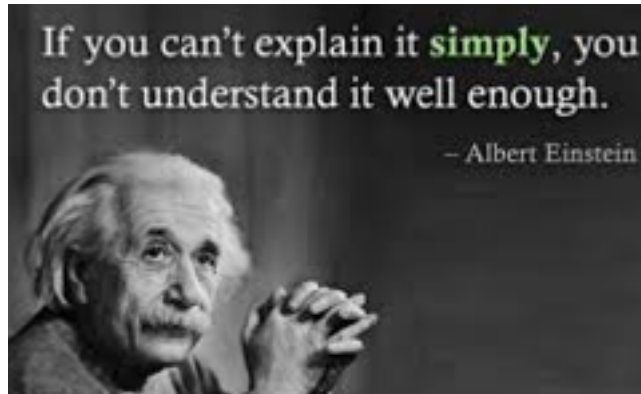 If you can’t explain it simply, you
don’t understand it well enough.
– Albert Einstein